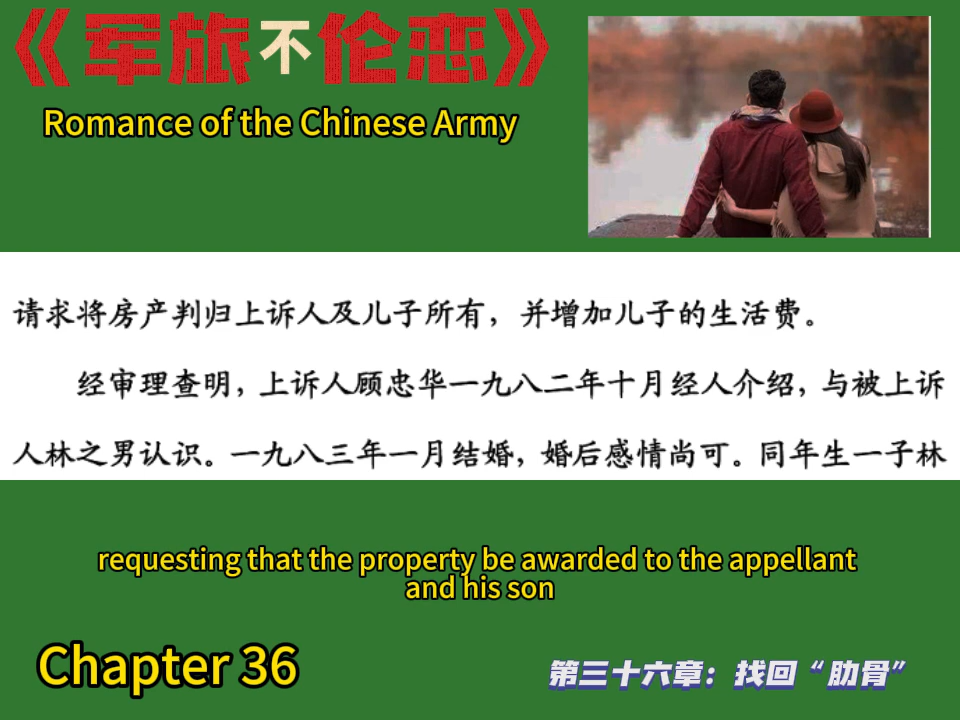 《军旅不伦恋》
Romance of the Chinese Army
请求将房产判归上诉人及儿子所有，并增加儿子的生活费。
经审理查明，上诉人顾忠华一九八二年十月经人介绍，与被上诉
人林之男认识。一九八三年一月结婚，婚后感情尚可。同年生一子林
requesting that the property be awarded to the appellant
and his son
Chapter 36
第三十六章：找回“肋骨”